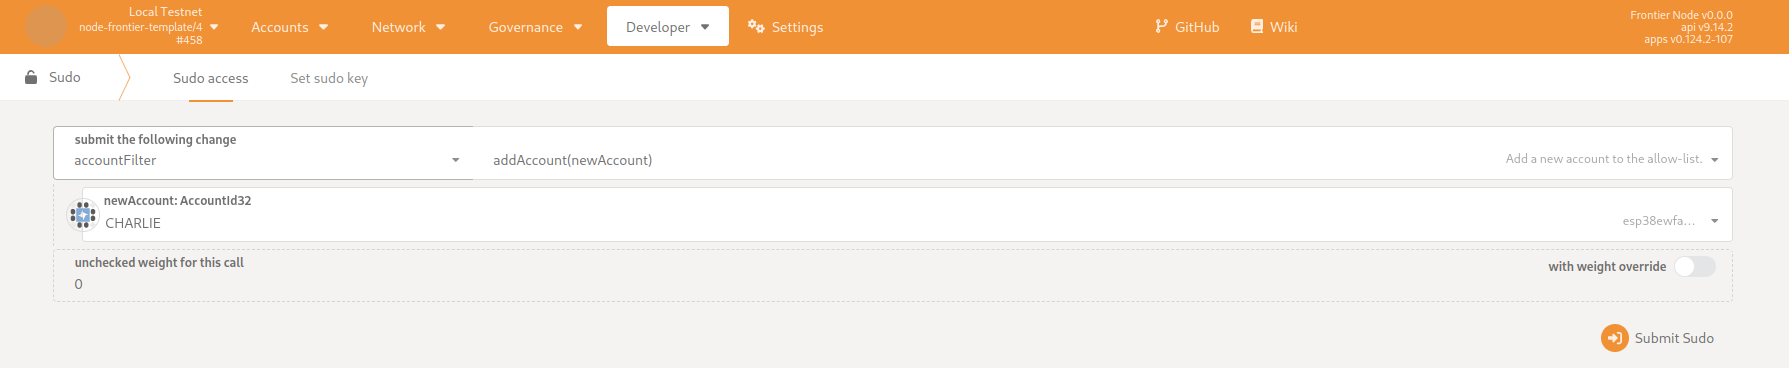 Local Testnet
node-frontier-template/4
#458
Accounts
Network
Governance
Developer
Settings
GitHub
Wiki
Frontier Node v0.0.0
api v9.14.2
apps v0.124.2-107
Sudo
Sudo access
Set sudo key
submit the following change
accountFilter
addAccount(newAccount)
Add a new account to the allow-list.
newAccount: AccountId32
CHARLIE
esp38ewfa...
unchecked weight for this call
0
with weight override
Submit Sudo